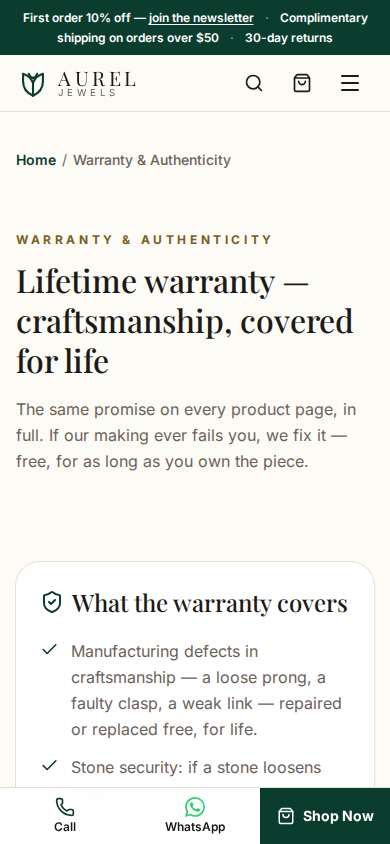 First order 10% off — join the newsletter · Complimentary
shipping on orders over $50 · 30-day returns
AUREL
JEWELS
Home / Warranty & Authenticity
WARRANTY & AUTHENTICITY
Lifetime warranty —
craftsmanship, covered
for life
The same promise on every product page, in
full. If our making ever fails you, we fix it —
free, for as long as you own the piece.
What the warranty covers
Manufacturing defects in
craftsmanship — a loose prong, a
faulty clasp, a weak link — repaired
or replaced free, for life.
Stone security: if a stone loosens
Call
WhatsApp
Shop Now